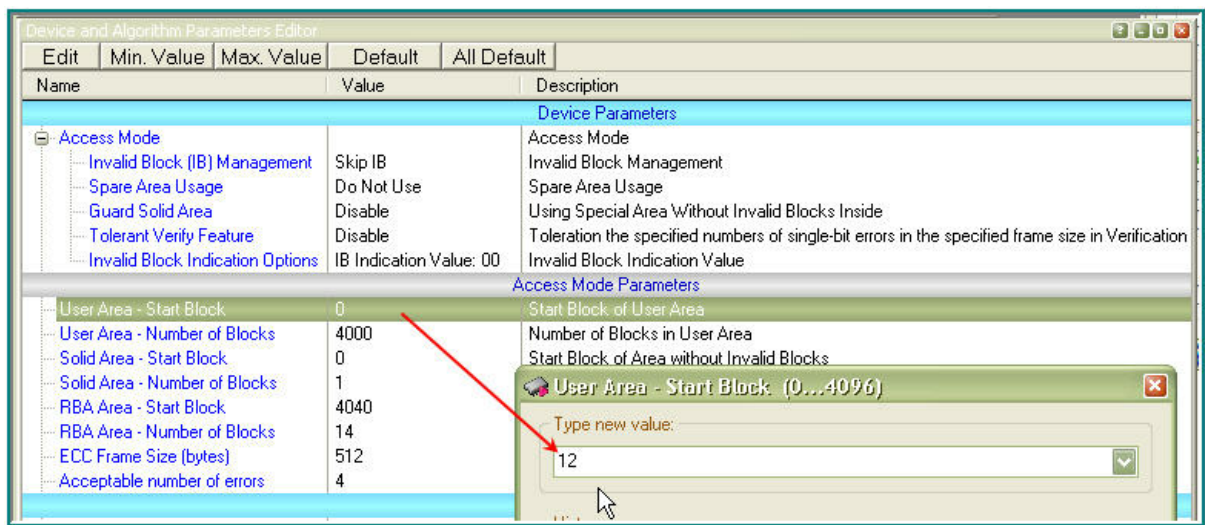 Device and Algorithm Parameters Editor
Edit Min. Value Max. Value Default All Default
Name Value Description
Device Parameters
Access Mode Access Mode
Invalid Block (IB) Management Skip IB Invalid Block Management
Spare Area Usage Do Not Use Spare Area Usage
Guard Solid Area Disable Using Special Area Without Invalid Blocks Inside
Tolerant Verify Feature Disable Toleration the specified numbers of single-bit errors in the specified frame size in Verification
Invalid Block Indication Options IB Indication Value: 00 Invalid Block Indication Value
Access Mode Parameters
User Area - Start Block 0 Start Block of User Area
User Area - Number of Blocks 4000 Number of Blocks in User Area
Solid Area - Start Block 0 Start Block of Area without Invalid Blocks
Solid Area - Number of Blocks 1
RBA Area - Start Block 4040
RBA Area - Number of Blocks 14
ECC Frame Size (bytes) 512
Acceptable number of errors 4
User Area - Start Block (0...4096)
Type new value:
12